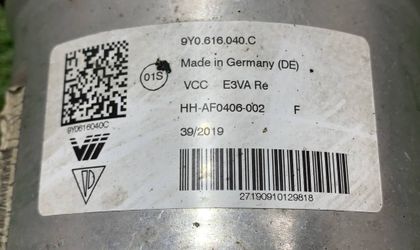 9Y0.616.040.C
01S
Made in Germany (DE)
VCC E3VA Re
HH-AF0406-002 F
9Y0616040C
39/2019
27190910129818